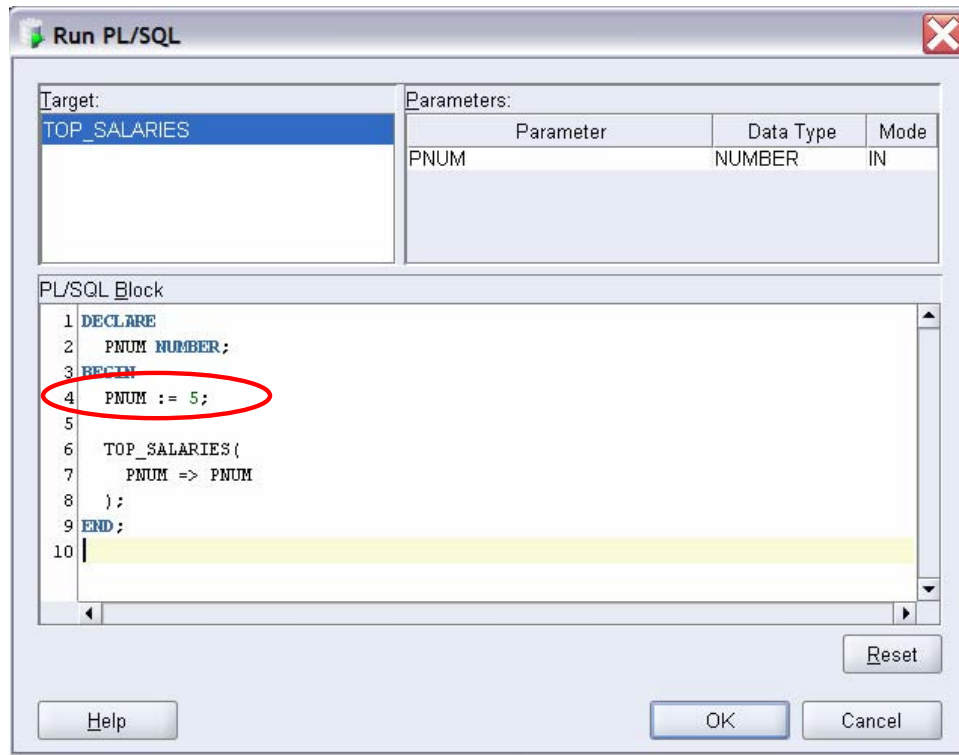 Run PL/SQL
Target:
TOP_SALARIES
Parameters:
Parameter Data Type Mode
PNUM NUMBER IN
PL/SQL Block
1 DECLARE
2 PNUM NUMBER;
3 BEGIN
4 PNUM := 5;
5
6 TOP_SALARIES(
7 PNUM => PNUM
8 );
9 END;
10
Reset
Help OK Cancel